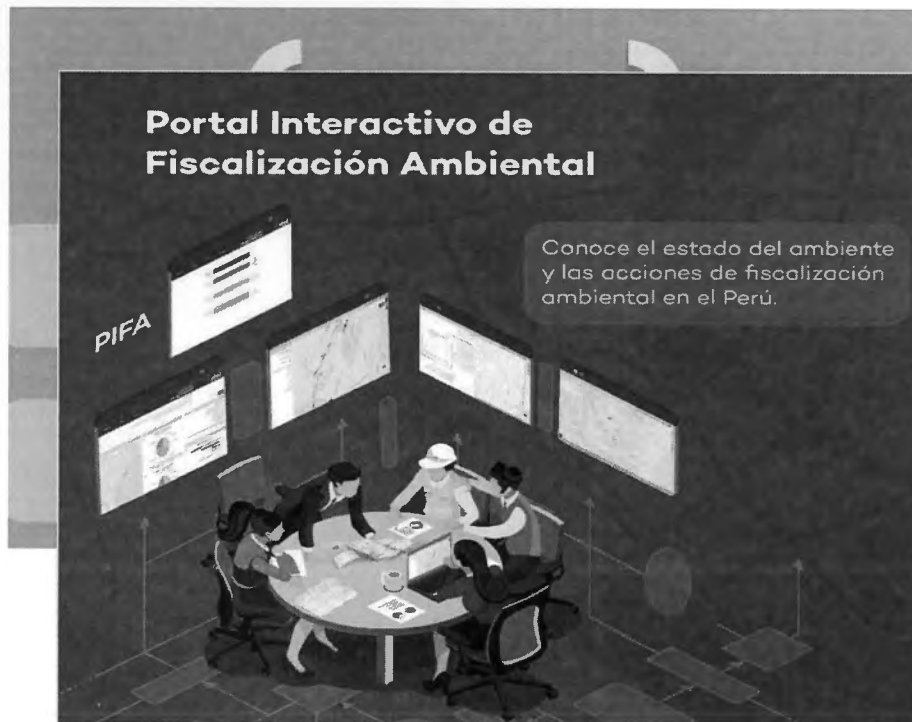 Portal Interactivo de
Fiscalización Ambiental
Conoce el estado del ambiente
y las acciones de fiscalización
ambiental en el Perú.
PIFA